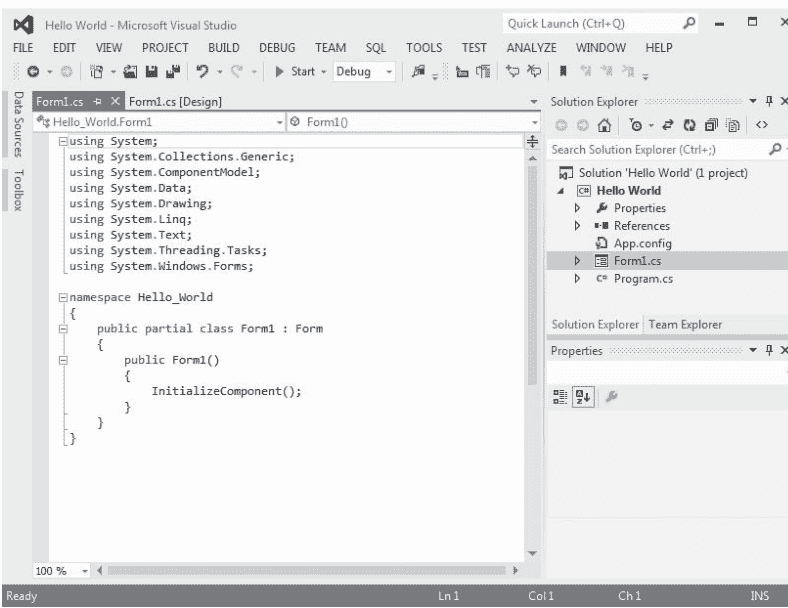 Hello World - Microsoft Visual Studio
Quick Launch (Ctrl+Q)
FILE EDIT VIEW PROJECT BUILD DEBUG TEAM SQL TOOLS TEST ANALYZE WINDOW HELP
Start Debug
Data Sources
Toolbox
Form1.cs Form1.cs [Design]
Hello_World.Form1 Form1()
using System;
using System.Collections.Generic;
using System.ComponentModel;
using System.Data;
using System.Drawing;
using System.Linq;
using System.Text;
using System.Threading.Tasks;
using System.Windows.Forms;
namespace Hello_World
{
public partial class Form1 : Form
{
public Form1()
{
InitializeComponent();
}
}
}
100 %
Solution Explorer
Search Solution Explorer (Ctrl+;)
Solution 'Hello World' (1 project)
C# Hello World
Properties
References
App.config
Form1.cs
C# Program.cs
Solution Explorer Team Explorer
Properties
Ready Ln 1 Col 1 Ch 1 INS